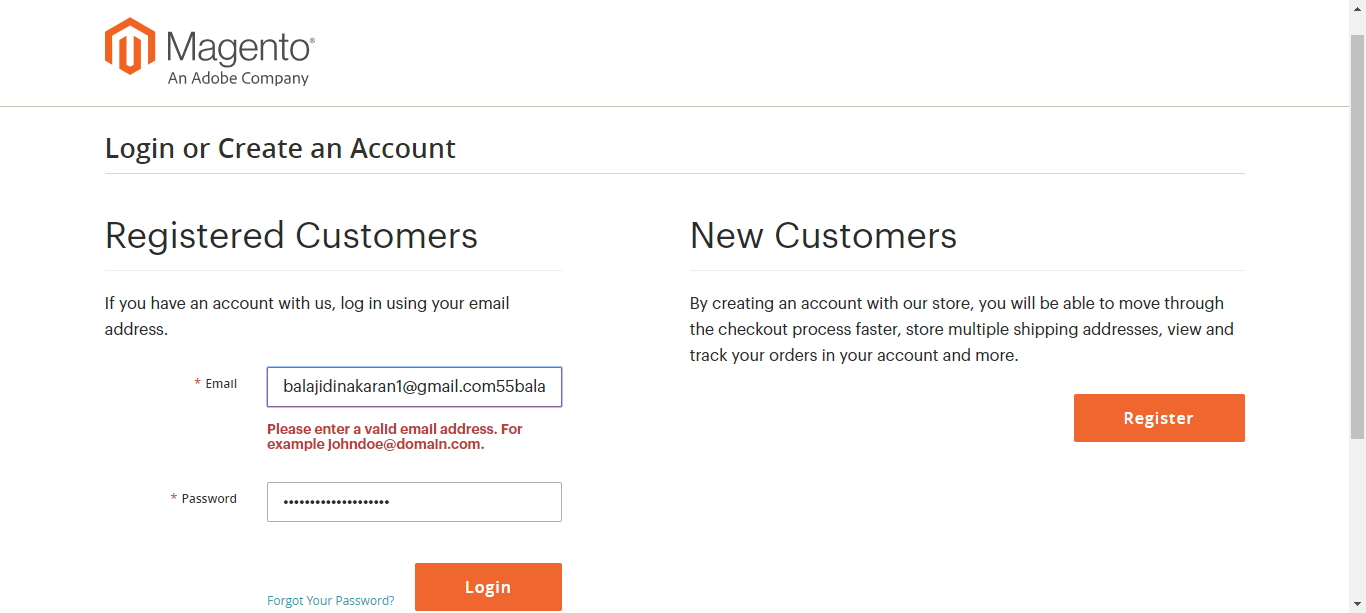 Magento®
An Adobe Company
Login or Create an Account
Registered Customers
If you have an account with us, log in using your email
address.
* Email
balajidinakaran1@gmail.com55bala
Please enter a valid email address. For
example johndoe@domain.com.
* Password
••••••••••••••••••••
Forgot Your Password?
Login
New Customers
By creating an account with our store, you will be able to move through
the checkout process faster, store multiple shipping addresses, view and
track your orders in your account and more.
Register